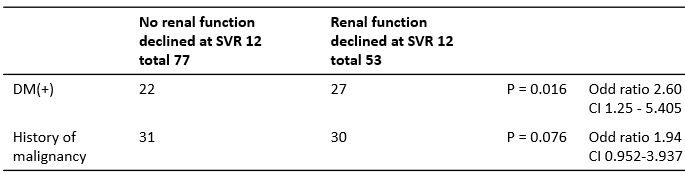 No renal function declined at SVR 12 total 77
Renal function declined at SVR 12 total 53
DM(+) 22 27 P = 0.016 Odd ratio 2.60 CI 1.25 - 5.405
History of malignancy 31 30 P = 0.076 Odd ratio 1.94 CI 0.952-3.937